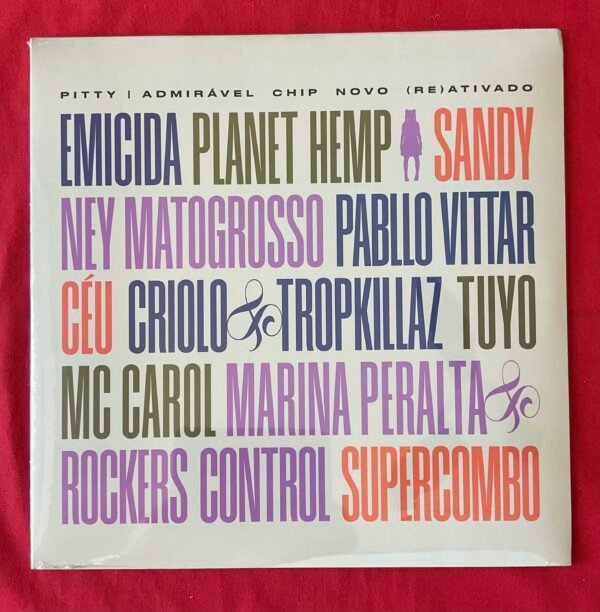 PITTY | ADMIRÁVEL CHIP NOVO (RE)ATIVADO
EMICIDA PLANET HEMP SANDY
NEY MATOGROSSO PABLLO VITTAR
CÉU CRIOLO & TROPKILLAZ TUYO
MC CAROL MARINA PERALTA &
ROCKERS CONTROL SUPERCOMBO